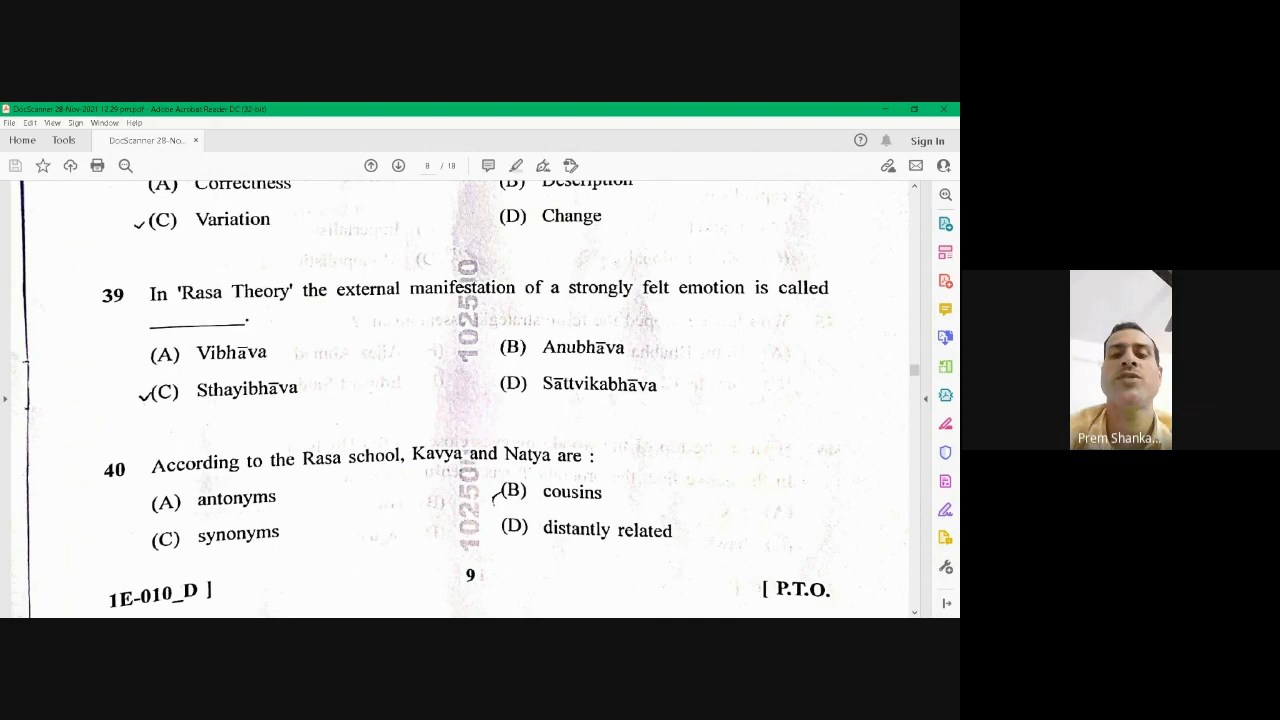 DocScanner 28-Nov-2021 12.29 pm.pdf - Adobe Acrobat Reader DC (32-bit)
File Edit View Sign Window Help
Home Tools DocScanner 28-No... × Sign In
8 / 18
(A) Correctness (B) Description
(C) Variation (D) Change
39 In 'Rasa Theory' the external manifestation of a strongly felt emotion is called
__________.
(A) Vibhāva (B) Anubhāva
(C) Sthayibhāva (D) Sāttvikabhāva
40 According to the Rasa school, Kavya and Natya are :
(A) antonyms (B) cousins
(C) synonyms (D) distantly related
9
1E-010_D ] [ P.T.O.
102500
10250
Prem Shanka...